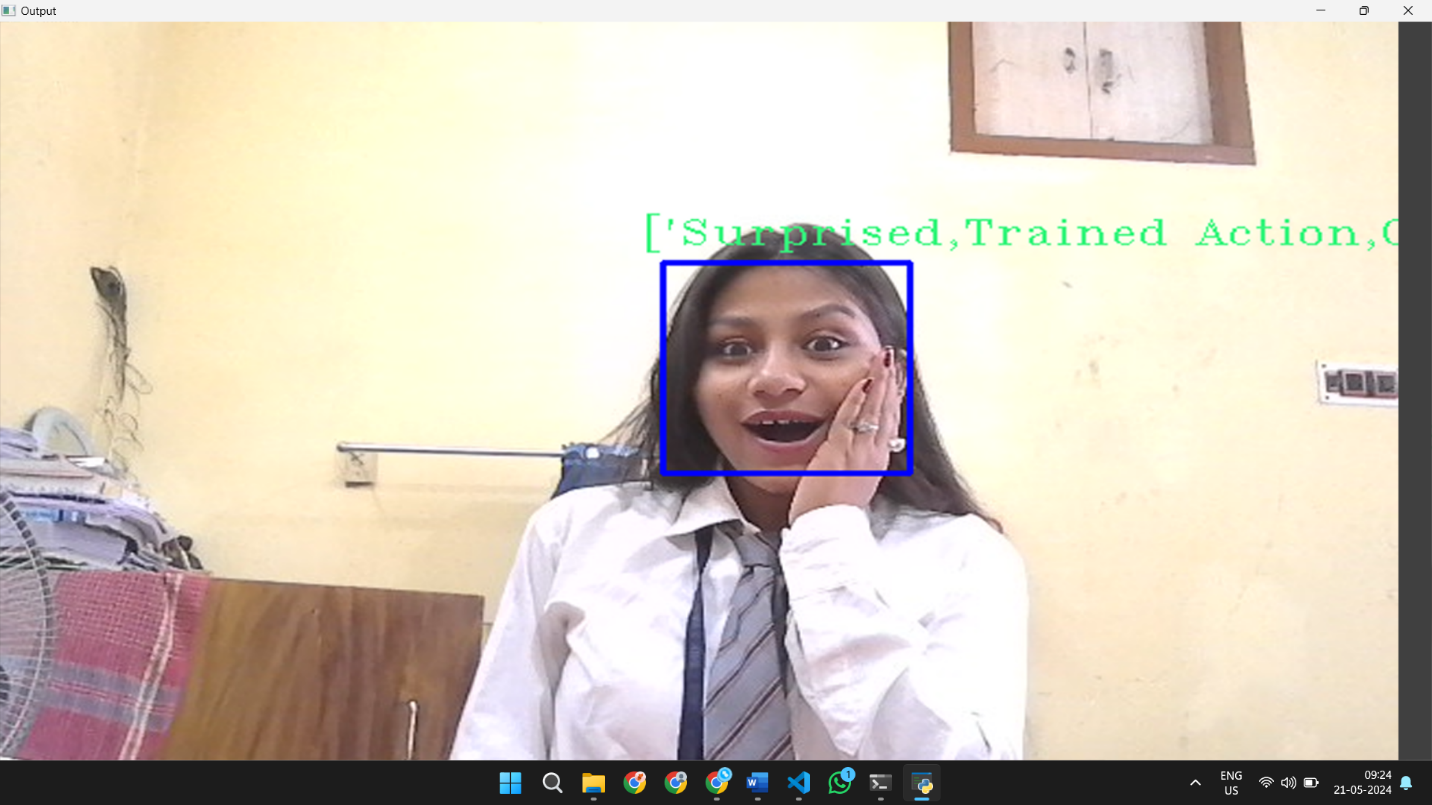 Output
['Surprised,Trained Action,
1
ENG
US
09:24
21-05-2024